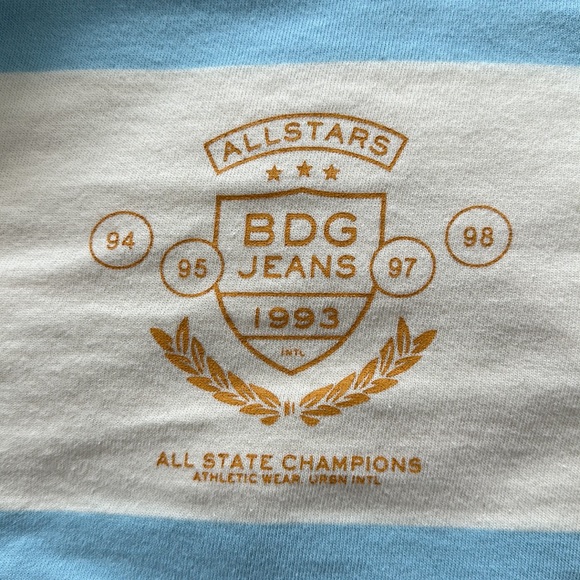 ALLSTARS
BDG
JEANS
94
95
97
98
1993
INTL
ALL STATE CHAMPIONS
ATHLETIC WEAR URBN INTL